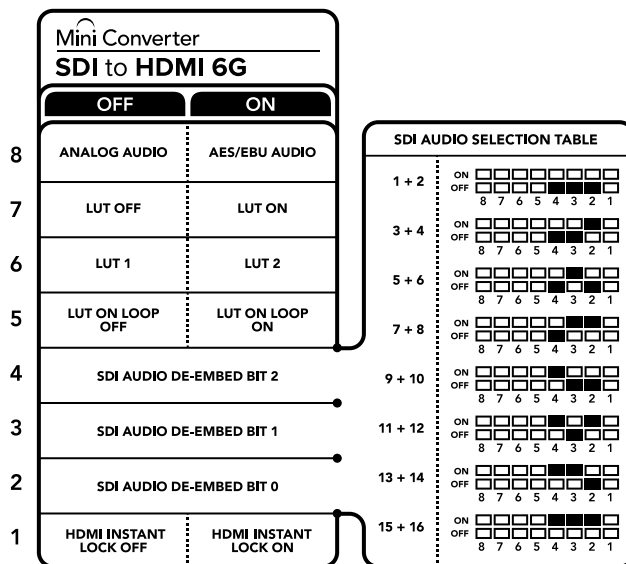 Mini Converter
SDI to HDMI 6G
OFF ON
8 ANALOG AUDIO AES/EBU AUDIO
7 LUT OFF LUT ON
6 LUT 1 LUT 2
5 LUT ON LOOP OFF LUT ON LOOP ON
4 SDI AUDIO DE-EMBED BIT 2
3 SDI AUDIO DE-EMBED BIT 1
2 SDI AUDIO DE-EMBED BIT 0
1 HDMI INSTANT LOCK OFF HDMI INSTANT LOCK ON
SDI AUDIO SELECTION TABLE
1 + 2 ON
OFF
8 7 6 5 4 3 2 1
3 + 4 ON
OFF
8 7 6 5 4 3 2 1
5 + 6 ON
OFF
8 7 6 5 4 3 2 1
7 + 8 ON
OFF
8 7 6 5 4 3 2 1
9 + 10 ON
OFF
8 7 6 5 4 3 2 1
11 + 12 ON
OFF
8 7 6 5 4 3 2 1
13 + 14 ON
OFF
8 7 6 5 4 3 2 1
15 + 16 ON
OFF
8 7 6 5 4 3 2 1